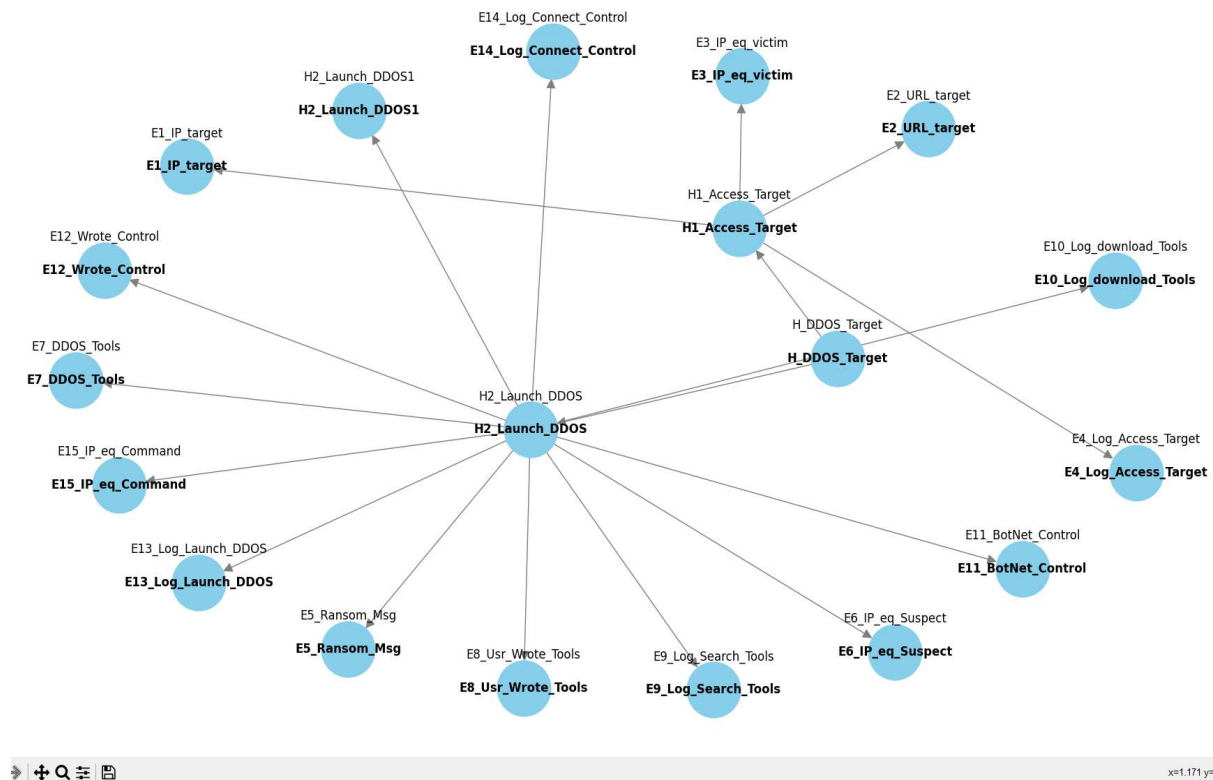 E14_Log_Connect_Control
E14_Log_Connect_Control
E3_IP_eq_victim
E3_IP_eq_victim
H2_Launch_DDOS1
H2_Launch_DDOS1
E2_URL_target
E2_URL_target
E1_IP_target
E1_IP_target
H1_Access_Target
H1_Access_Target
E12_Wrote_Control
E12_Wrote_Control
E10_Log_download_Tools
E10_Log_download_Tools
H_DDOS_Target
H_DDOS_Target
E7_DDOS_Tools
E7_DDOS_Tools
H2_Launch_DDOS
H2_Launch_DDOS
E15_IP_eq_Command
E15_IP_eq_Command
E4_Log_Access_Target
E4_Log_Access_Target
E13_Log_Launch_DDOS
E13_Log_Launch_DDOS
E11_BotNet_Control
E11_BotNet_Control
E5_Ransom_Msg
E5_Ransom_Msg
E6_IP_eq_Suspect
E6_IP_eq_Suspect
E8_Usr_Wrote_Tools
E8_Usr_Wrote_Tools
E9_Log_Search_Tools
E9_Log_Search_Tools
x=1.171 y=